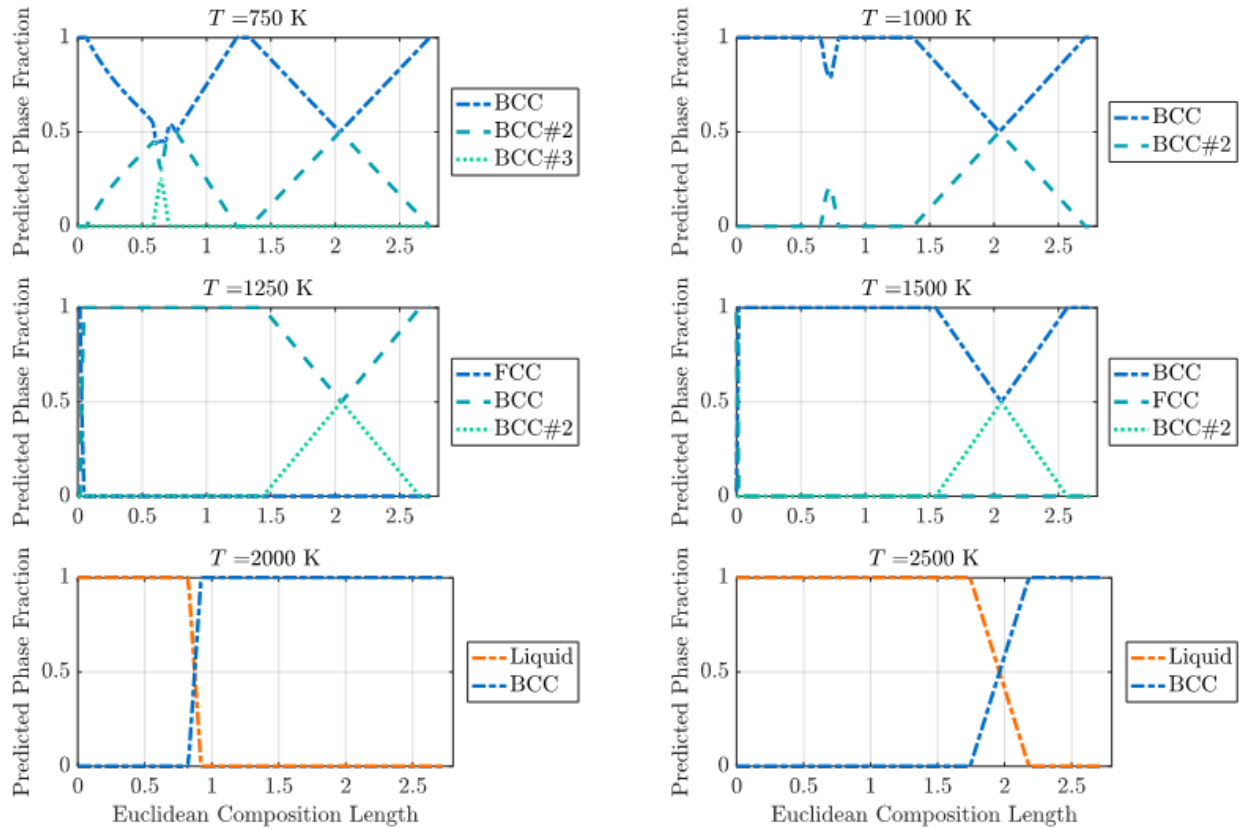 T =750 K
Predicted Phase Fraction
1
0.5
0
0 0.5 1 1.5 2 2.5
BCC
BCC#2
BCC#3
T =1000 K
Predicted Phase Fraction
1
0.5
0
0 0.5 1 1.5 2 2.5
BCC
BCC#2
T =1250 K
Predicted Phase Fraction
1
0.5
0
0 0.5 1 1.5 2 2.5
FCC
BCC
BCC#2
T =1500 K
Predicted Phase Fraction
1
0.5
0
0 0.5 1 1.5 2 2.5
BCC
FCC
BCC#2
T =2000 K
Predicted Phase Fraction
1
0.5
0
0 0.5 1 1.5 2 2.5
Euclidean Composition Length
Liquid
BCC
T =2500 K
Predicted Phase Fraction
1
0.5
0
0 0.5 1 1.5 2 2.5
Euclidean Composition Length
Liquid
BCC